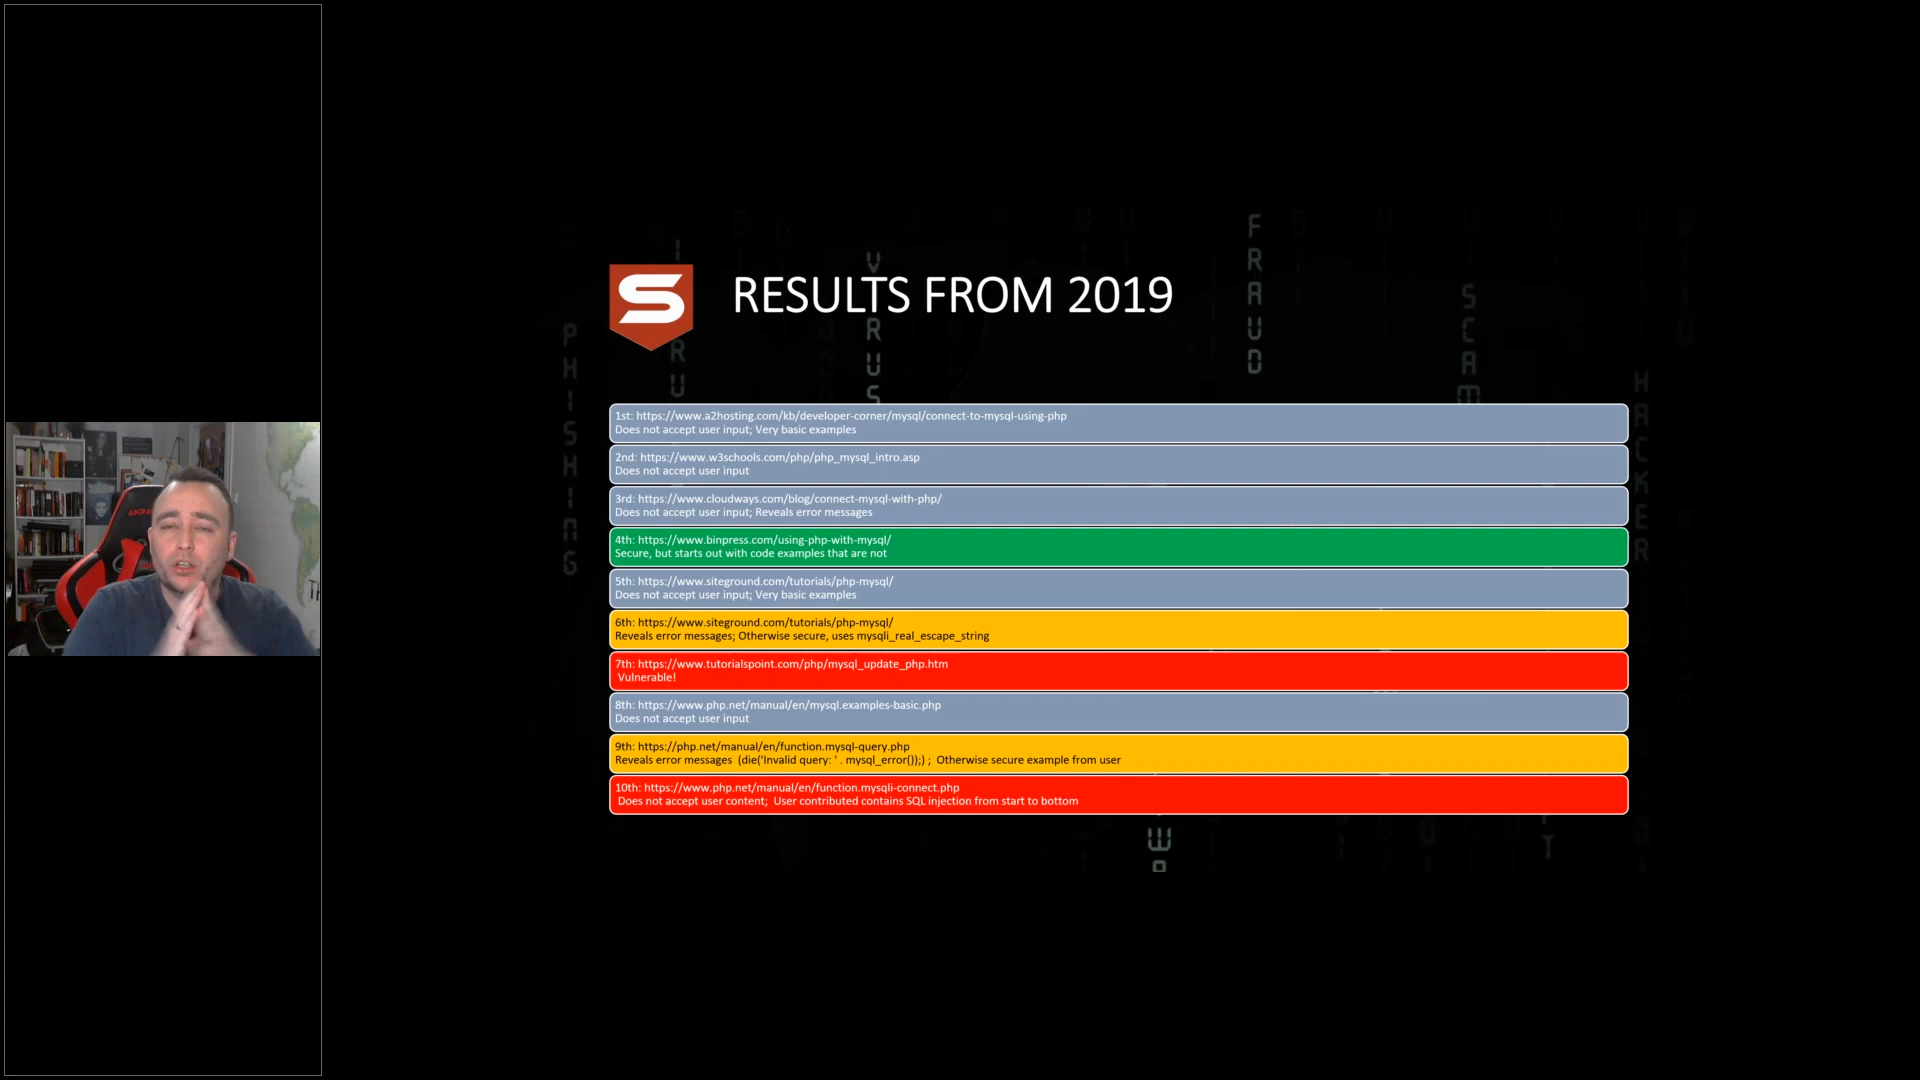 RESULTS FROM 2019
1st: https://www.a2hosting.com/kb/developer-corner/mysql/connect-to-mysql-using-php
Does not accept user input; Very basic examples
2nd: https://www.w3schools.com/php/php_mysql_intro.asp
Does not accept user input
3rd: https://www.cloudways.com/blog/connect-mysql-with-php/
Does not accept user input; Reveals error messages
4th: https://www.binpress.com/using-php-with-mysql/
Secure, but starts out with code examples that are not
5th: https://www.siteground.com/tutorials/php-mysql/
Does not accept user input; Very basic examples
6th: https://www.siteground.com/tutorials/php-mysql/
Reveals error messages; Otherwise secure, uses mysqli_real_escape_string
7th: https://www.tutorialspoint.com/php/mysql_update_php.htm
Vulnerable!
8th: https://www.php.net/manual/en/mysql.examples-basic.php
Does not accept user input
9th: https://php.net/manual/en/function.mysql-query.php
Reveals error messages  (die('Invalid query: ' . mysql_error());) ;  Otherwise secure example from user
10th: https://www.php.net/manual/en/function.mysqli-connect.php
Does not accept user content;  User contributed contains SQL injection from start to bottom
PHISHING
FRAUD
SCAM
HACKER